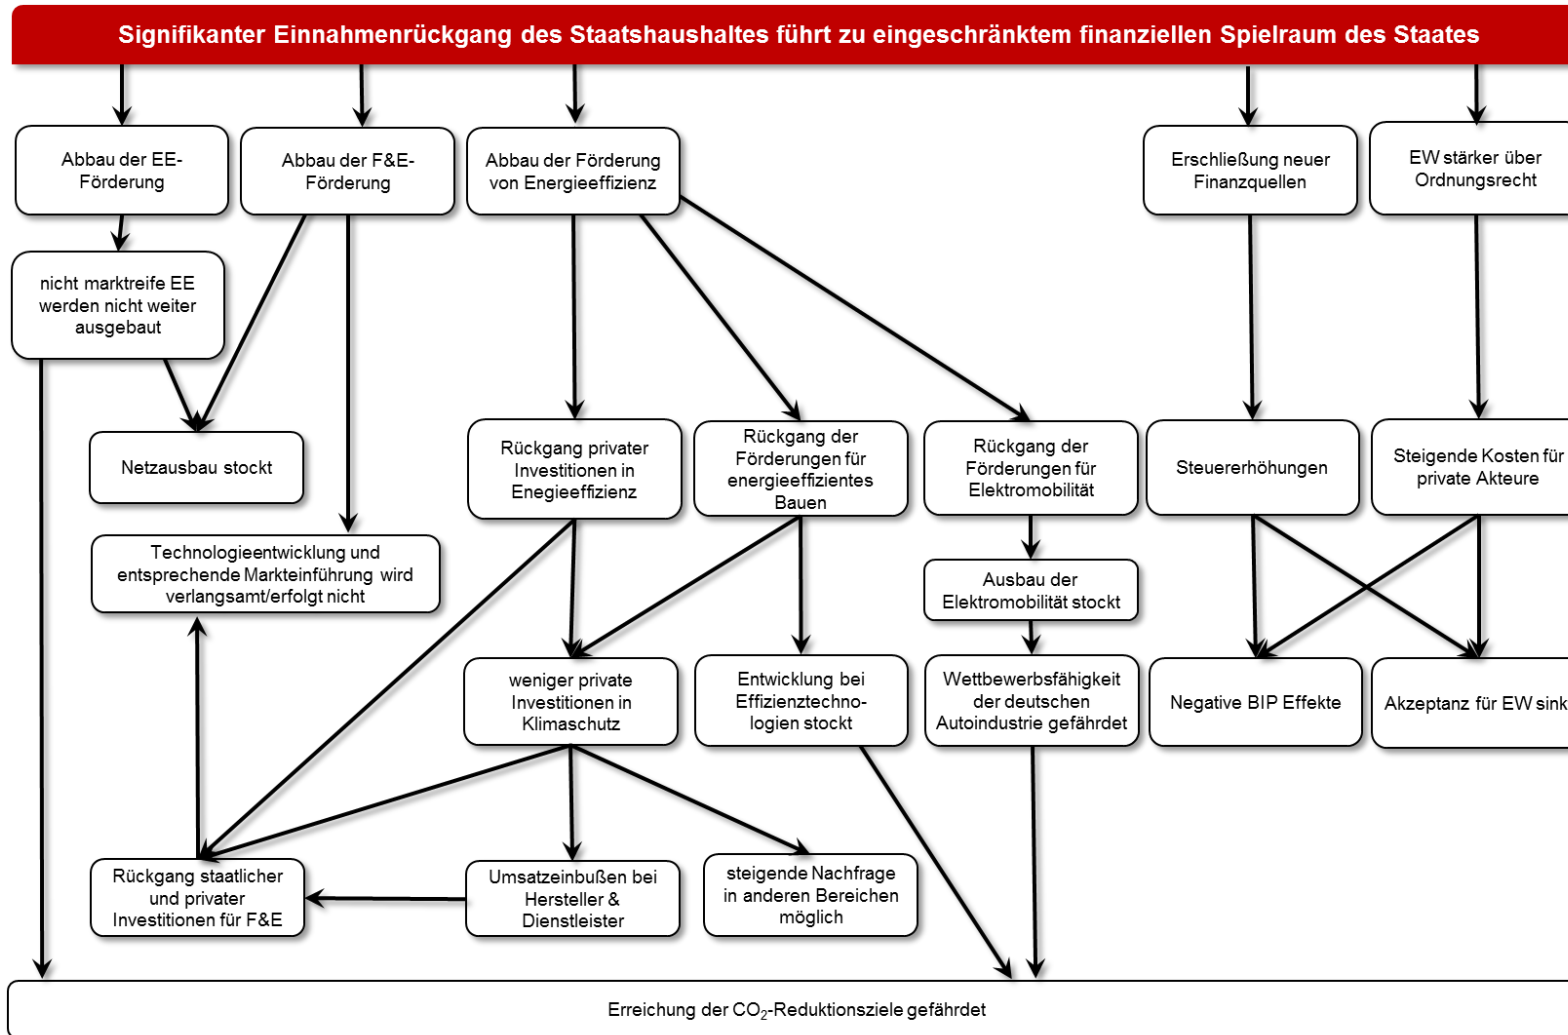 Signifikanter Einnahmenrückgang des Staatshaushaltes führt zu eingeschränktem finanziellen Spielraum des Staates
Abbau der EE-
Förderung
Abbau der F&E-
Förderung
Abbau der Förderung
von Energieeffizienz
Erschließung neuer
Finanzquellen
EW stärker über
Ordnungsrecht
nicht marktreife EE
werden nicht weiter
ausgebaut
Netzausbau stockt
Rückgang privater
Investitionen in
Enegieeffizienz
Rückgang der
Förderungen für
energieeffizientes
Bauen
Rückgang der
Förderungen für
Elektromobilität
Steuererhöhungen
Steigende Kosten für
private Akteure
Technologieentwicklung und
entsprechende Markteinführung wird
verlangsamt/erfolgt nicht
Ausbau der
Elektromobilität stockt
weniger private
Investitionen in
Klimaschutz
Entwicklung bei
Effizienztechno-
logien stockt
Wettbewerbsfähigkeit
der deutschen
Autoindustrie gefährdet
Negative BIP Effekte
Akzeptanz für EW sink
Rückgang staatlicher
und privater
Investitionen für F&E
Umsatzeinbußen bei
Hersteller &
Dienstleister
steigende Nachfrage
in anderen Bereichen
möglich
Erreichung der CO₂-Reduktionsziele gefährdet